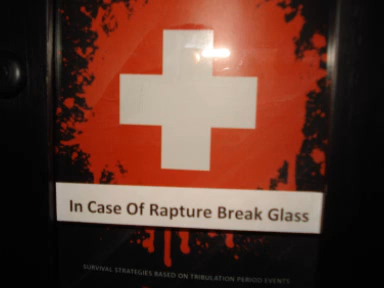 In Case Of Rapture Break Glass
SURVIVAL STRATEGIES BASED ON TRIBULATION PERIOD EVENTS